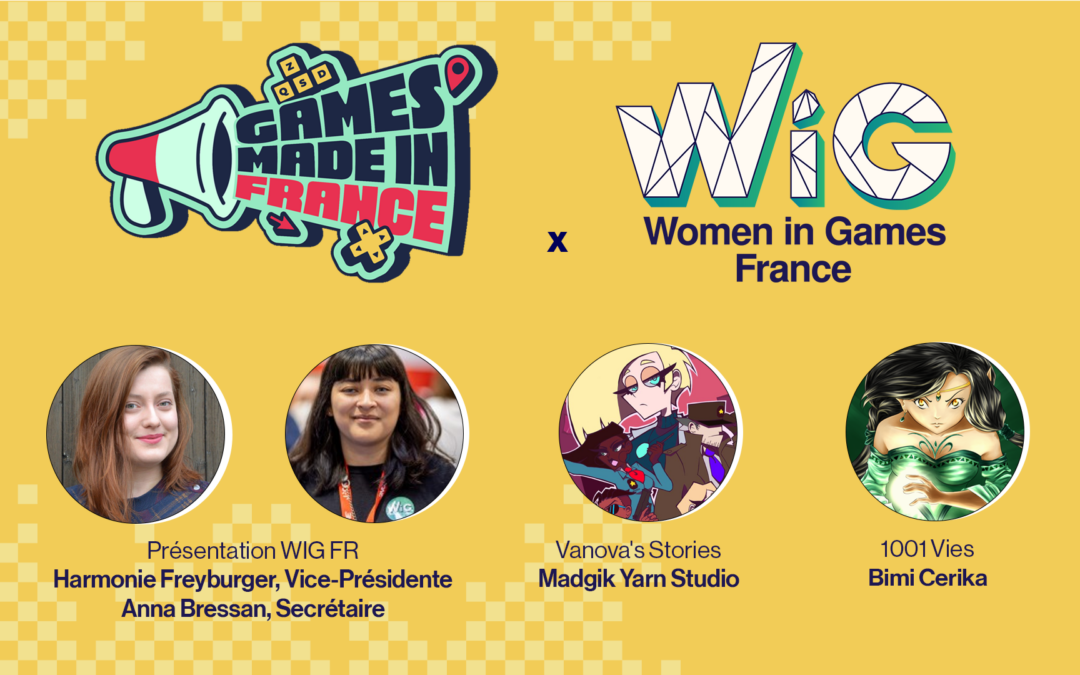 Z
Q S D
GAMES
MADE IN
FRANCE
WiG
Women in Games
France
x
WiG
Présentation WIG FR
Harmonie Freyburger, Vice-Présidente
Anna Bressan, Secrétaire
Vanova's Stories
Madgik Yarn Studio
1001 Vies
Bimi Cerika